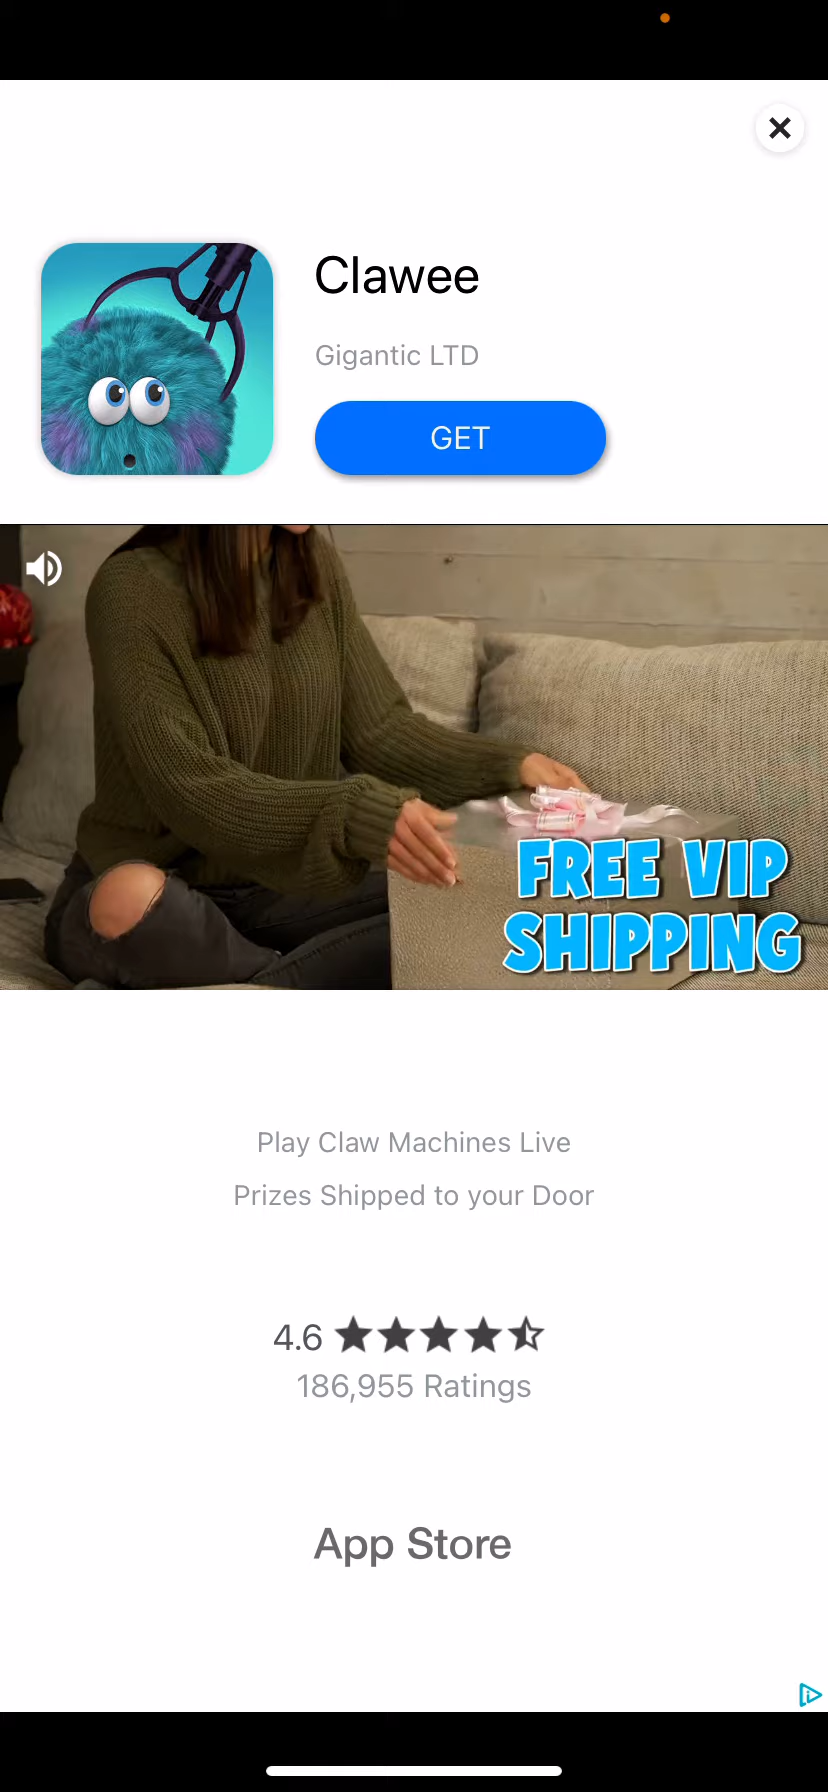 Clawee
Gigantic LTD
GET
FREE VIP
SHIPPING
Play Claw Machines Live
Prizes Shipped to your Door
4.6
186,955 Ratings
App Store